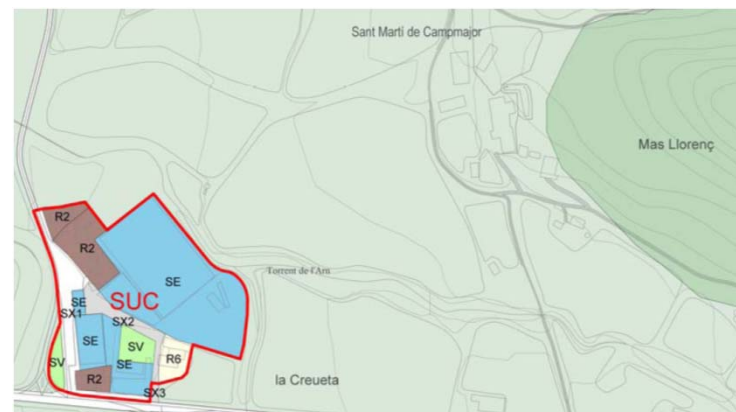 Sant Martí de Campmajor
Mas Llorenç
R2
R2
SE
Torrent de l'Arn
SE
SUC
SX1
SX2
SE
SV
SV
SE
R6
R2
la Creueta
SX3